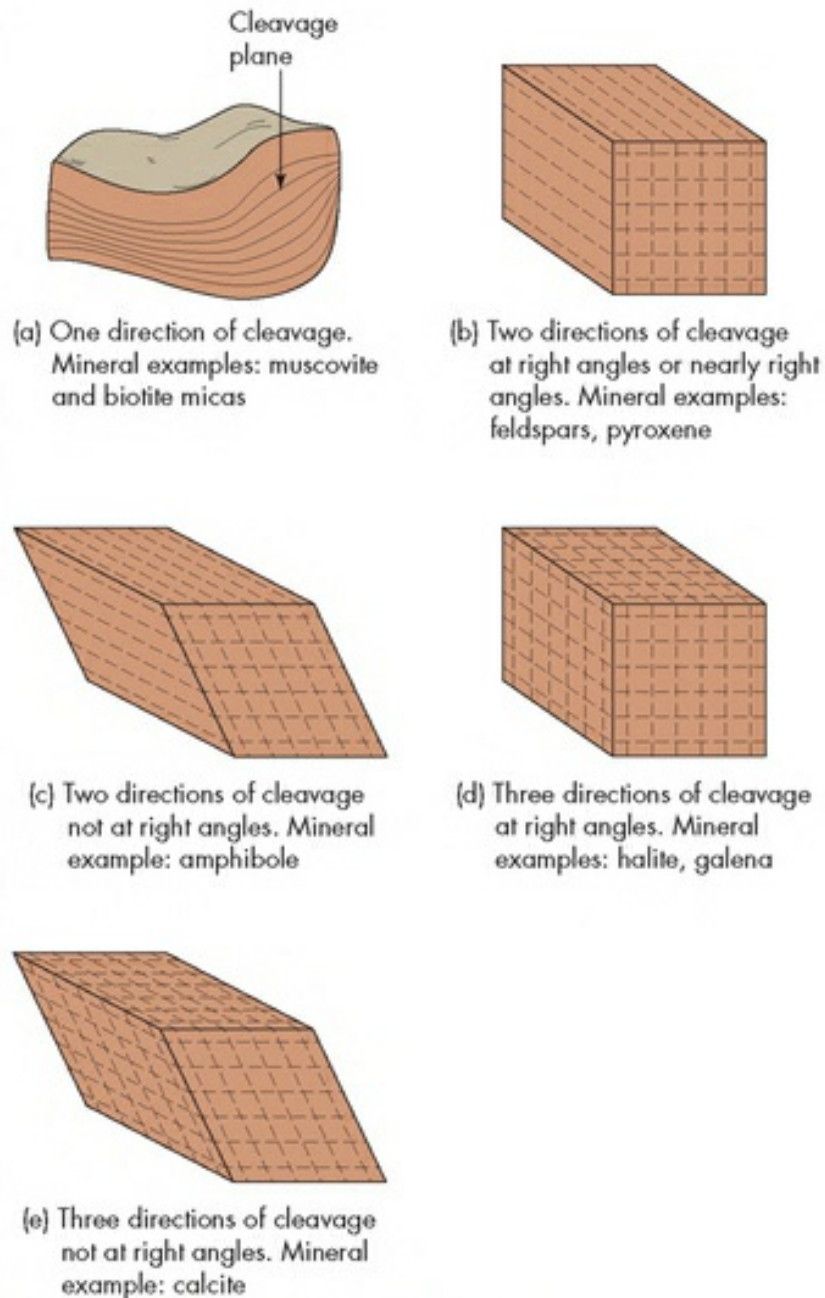 Cleavage
plane
(a) One direction of cleavage.
Mineral examples: muscovite
and biotite micas
(b) Two directions of cleavage
at right angles or nearly right
angles. Mineral examples:
feldspars, pyroxene
(c) Two directions of cleavage
not at right angles. Mineral
example: amphibole
(d) Three directions of cleavage
at right angles. Mineral
examples: halite, galena
(e) Three directions of cleavage
not at right angles. Mineral
example: calcite